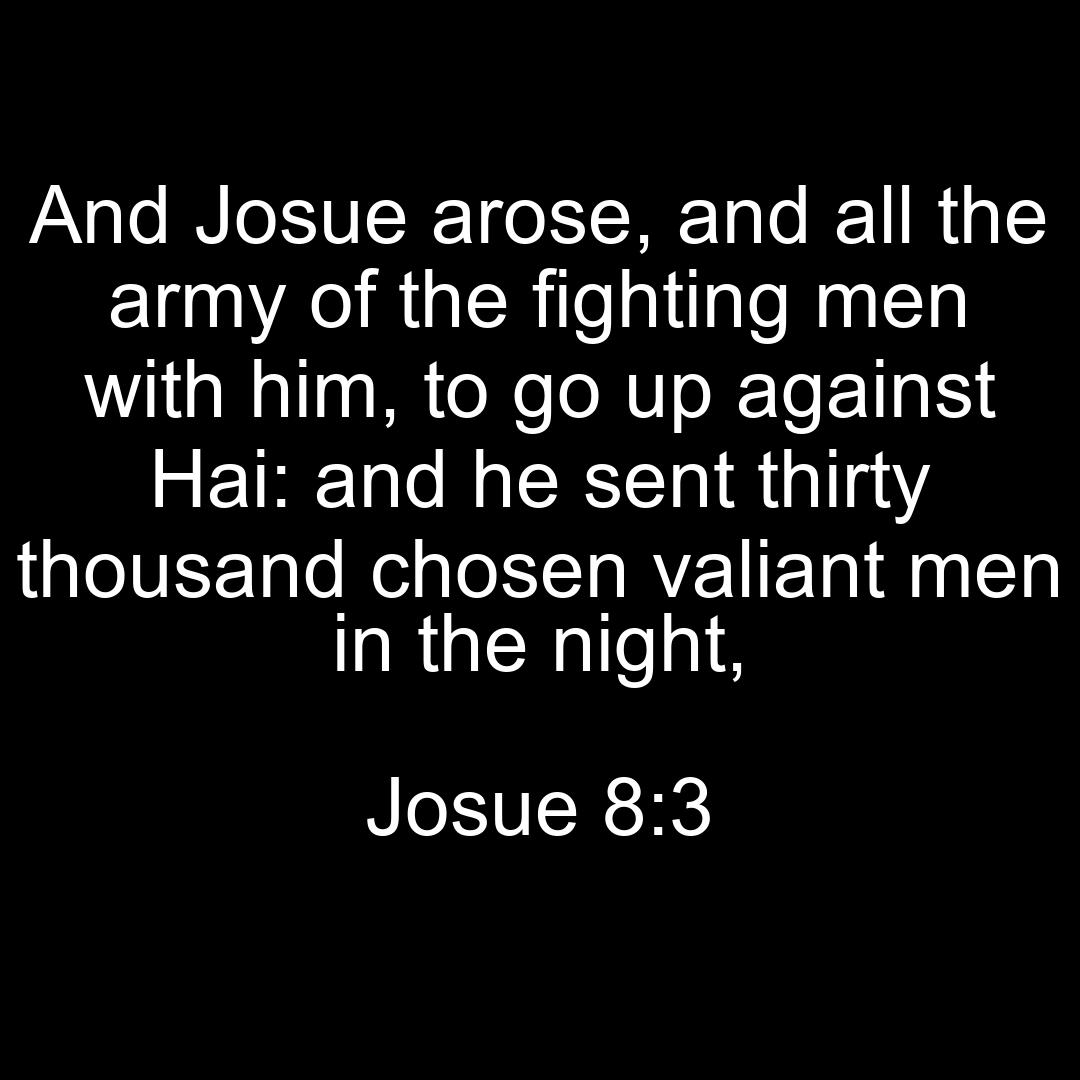 And Josue arose, and all the
army of the fighting men
with him, to go up against
Hai: and he sent thirty
thousand chosen valiant men
in the night,
Josue 8:3